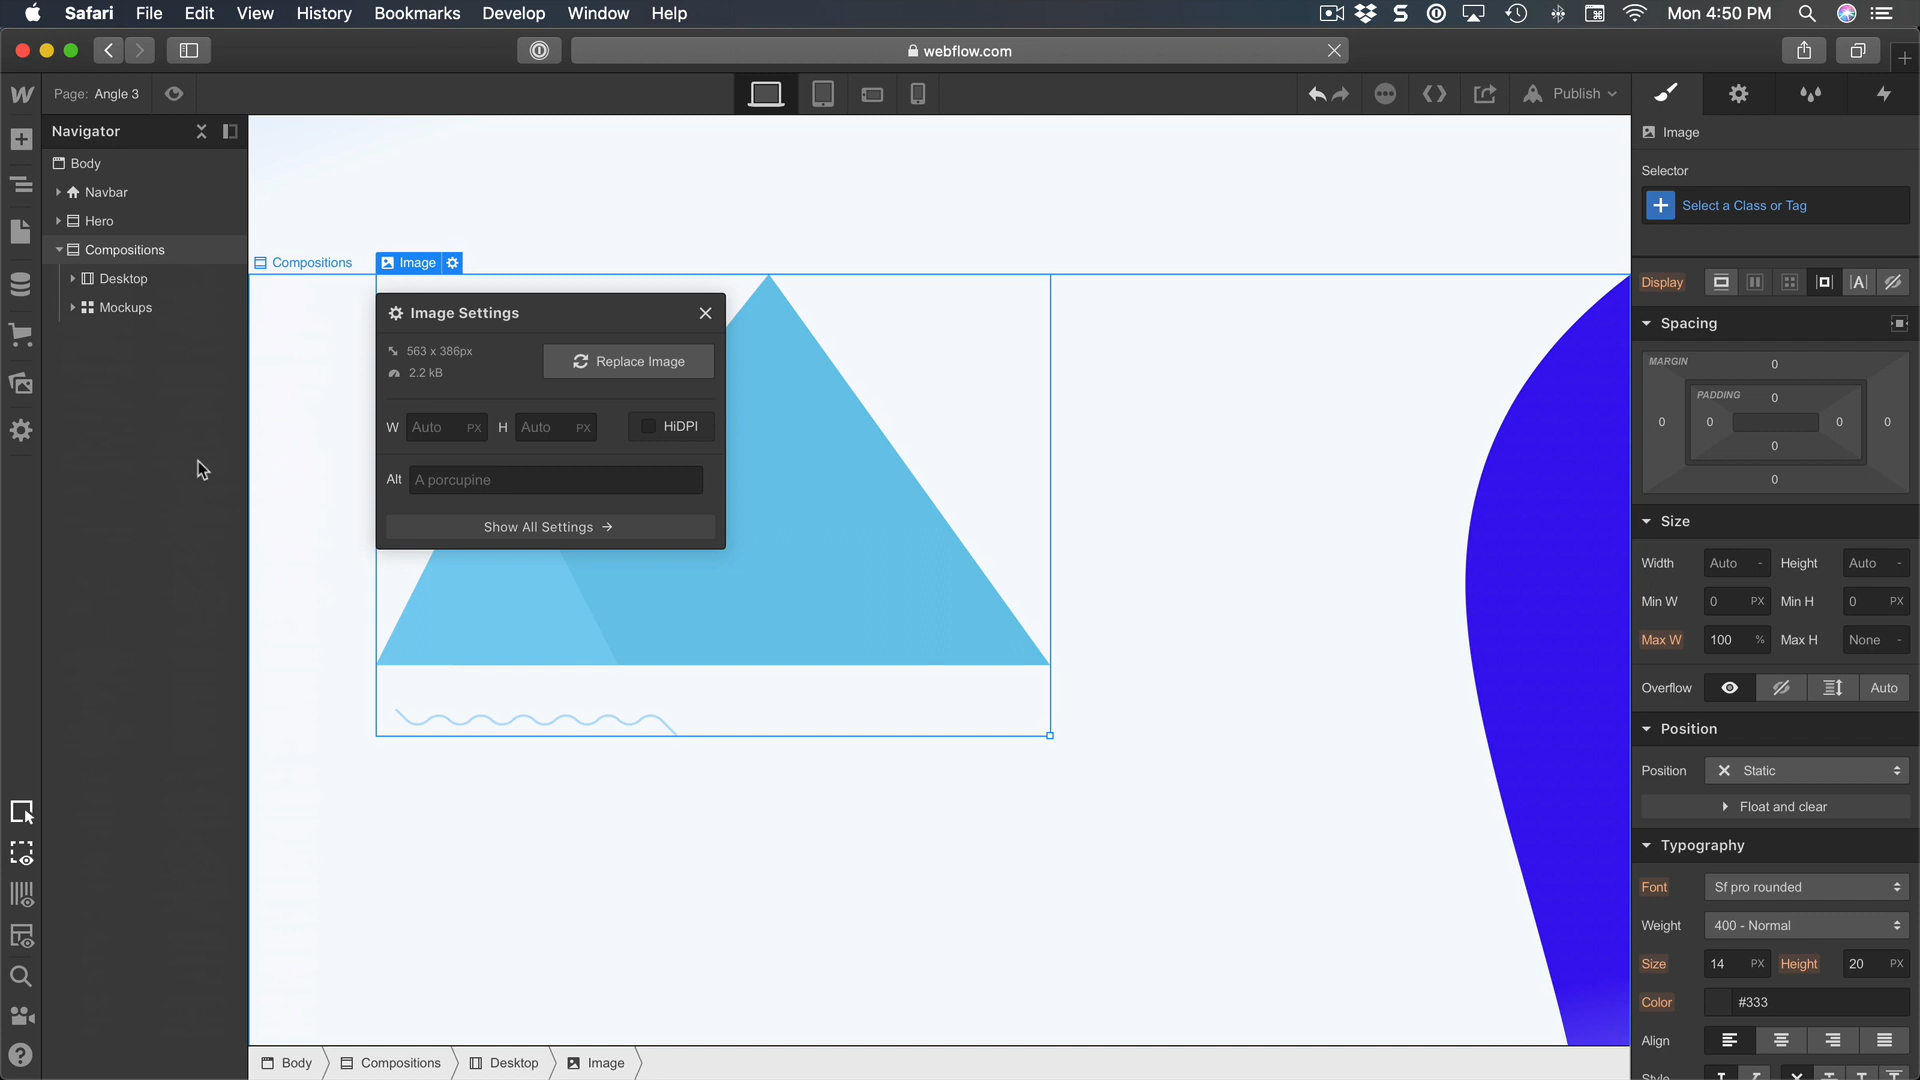 Safari File Edit View History Bookmarks Develop Window Help Mon 4:50 PM
webflow.com
Page: Angle 3 Publish
Navigator
Body
Navbar
Hero
Compositions
Desktop
Mockups
Compositions Image
Image Settings
563 x 386px
2.2 kB
Replace Image
W Auto PX H Auto PX HiDPI
Alt A porcupine
Show All Settings
Body Compositions Desktop Image
Image
Selector
Select a Class or Tag
Display
Spacing
MARGIN 0
PADDING 0
0 0 0 0
0
0
Size
Width Auto - Height Auto -
Min W 0 PX Min H 0 PX
Max W 100 % Max H None -
Overflow Auto
Position
Position Static
Float and clear
Typography
Font Sf pro rounded
Weight 400 - Normal
Size 14 PX Height 20 PX
Color #333
Align
Style